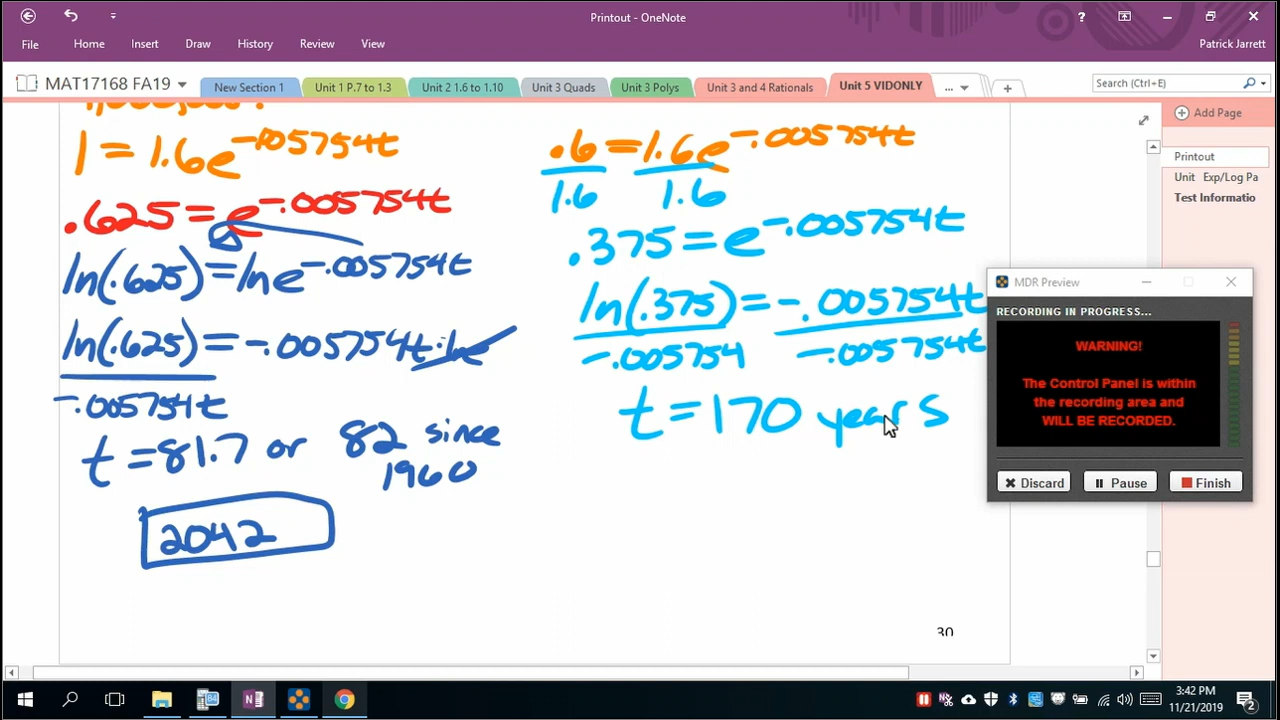 Printout - OneNote
?
File
Home
Insert
Draw
History
Review
View
Patrick Jarrett
MAT17168 FA19
New Section 1
Unit 1 P.7 to 1.3
Unit 2 1.6 to 1.10
Unit 3 Quads
Unit 3 Polys
Unit 3 and 4 Rationals
Unit 5 VIDONLY
...
+
Search (Ctrl+E)
Add Page
Printout
Unit Exp/Log Pa
Test Informatio
1 = 1.6e^-.005754t
.625 = e^-.005754t
ln(.625) = ln e^-.005754t
ln(.625) = -.005754t · lne
-.005754t
t = 81.7 or 82 since
1960
2042
.6 = 1.6e^-.005754t
1.6 1.6
.375 = e^-.005754t
ln(.375) = -.005754t
-.005754 -.005754t
t = 170 years
30
MDR Preview
RECORDING IN PROGRESS...
WARNING!
The Control Panel is within
the recording area and
WILL BE RECORDED.
Discard
Pause
Finish
3:42 PM
11/21/2019
2